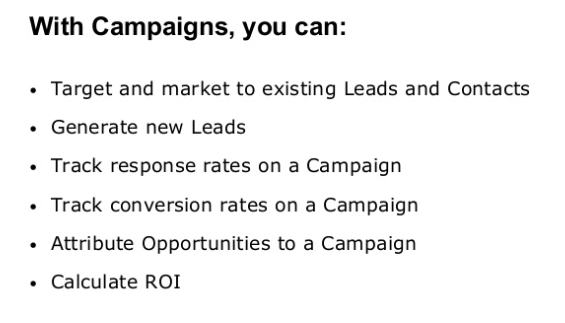 With Campaigns, you can:
• Target and market to existing Leads and Contacts
• Generate new Leads
• Track response rates on a Campaign
• Track conversion rates on a Campaign
• Attribute Opportunities to a Campaign
• Calculate ROI